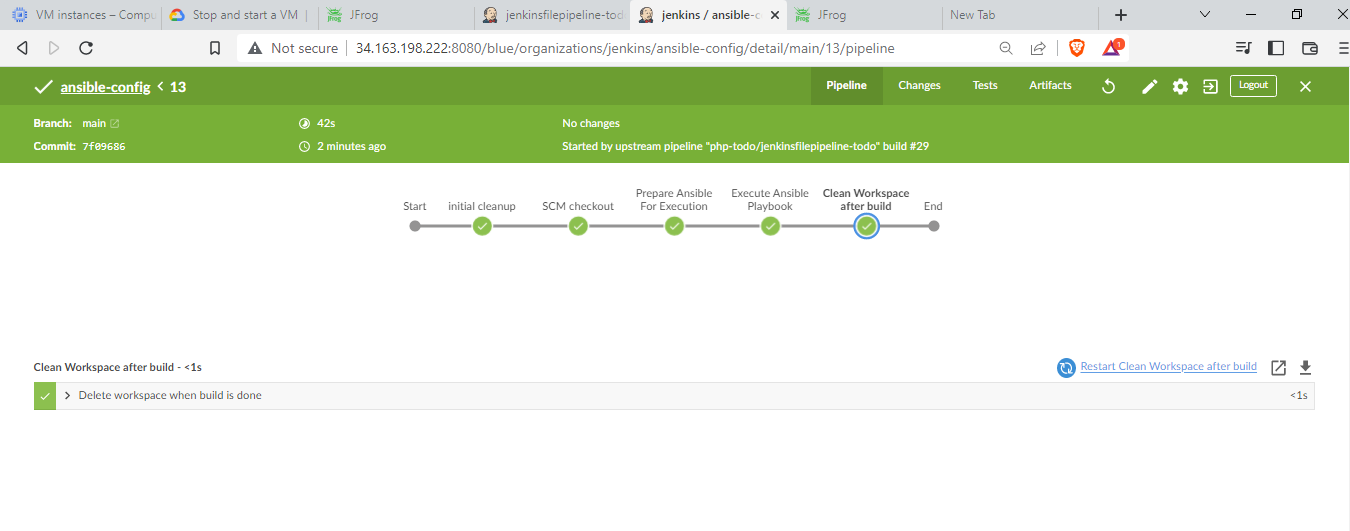 VM instances – Compu
Stop and start a VM
JFrog
jenkinsfilepipeline-tod
jenkins / ansible-c
JFrog
New Tab
Not secure
34.163.198.222:8080/blue/organizations/jenkins/ansible-config/detail/main/13/pipeline
1
ansible-config < 13
Pipeline
Changes
Tests
Artifacts
Logout
Branch: main
42s
No changes
Commit: 7f09686
2 minutes ago
Started by upstream pipeline "php-todo/jenkinsfilepipeline-todo" build #29
Start
initial cleanup
SCM checkout
Prepare Ansible
For Execution
Execute Ansible
Playbook
Clean Workspace
after build
End
Clean Workspace after build - <1s
Restart Clean Workspace after build
Delete workspace when build is done
<1s